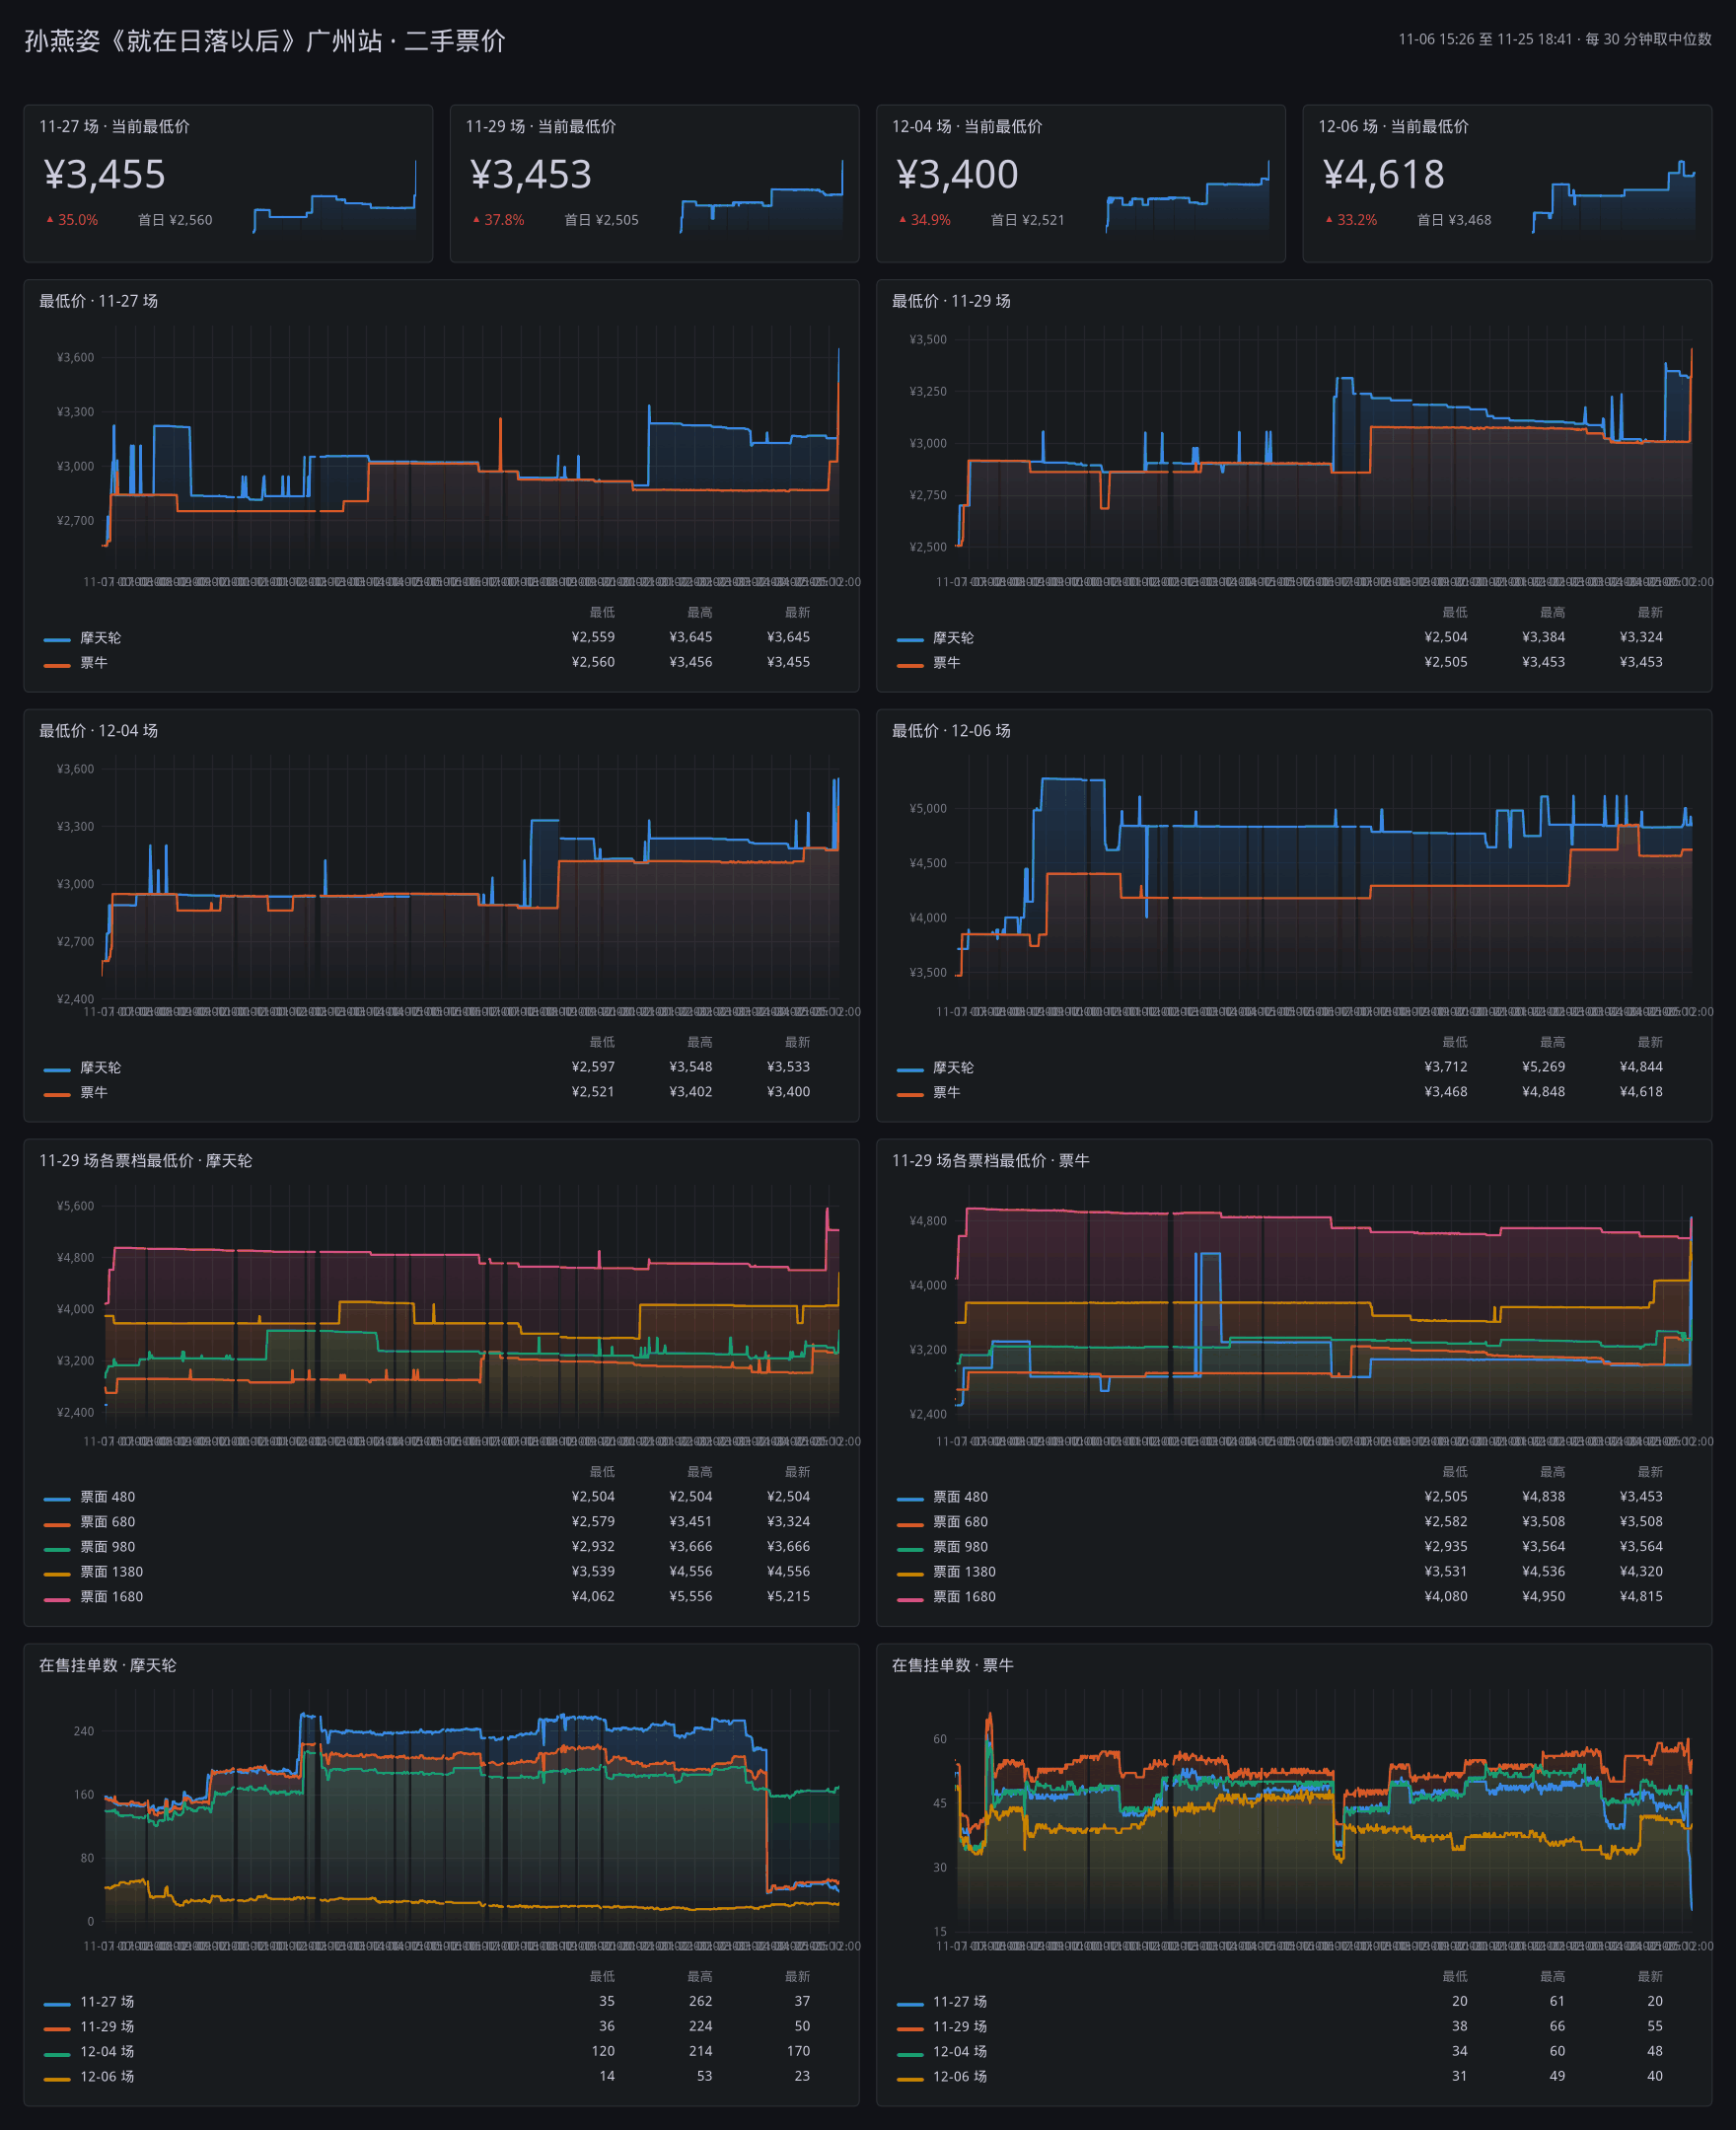 孙燕姿《就在日落以后》广州站 · 二手票价
11-06 15:26 至 11-25 18:41 · 每 30 分钟取中位数
11-27 场 · 当前最低价
¥3,455
▲ 35.0% 首日 ¥2,560
11-29 场 · 当前最低价
¥3,453
▲ 37.8% 首日 ¥2,505
12-04 场 · 当前最低价
¥3,400
▲ 34.9% 首日 ¥2,521
12-06 场 · 当前最低价
¥4,618
▲ 33.2% 首日 ¥3,468
最低价 · 11-27 场
¥3,600
¥3,300
¥3,000
¥2,700
最低 最高 最新
摩天轮 ¥2,559 ¥3,645 ¥3,645
票牛 ¥2,560 ¥3,456 ¥3,455
最低价 · 11-29 场
¥3,500
¥3,250
¥3,000
¥2,750
¥2,500
最低 最高 最新
摩天轮 ¥2,504 ¥3,384 ¥3,324
票牛 ¥2,505 ¥3,453 ¥3,453
最低价 · 12-04 场
¥3,600
¥3,300
¥3,000
¥2,700
¥2,400
最低 最高 最新
摩天轮 ¥2,597 ¥3,548 ¥3,533
票牛 ¥2,521 ¥3,402 ¥3,400
最低价 · 12-06 场
¥5,000
¥4,500
¥4,000
¥3,500
最低 最高 最新
摩天轮 ¥3,712 ¥5,269 ¥4,844
票牛 ¥3,468 ¥4,848 ¥4,618
11-29 场各票档最低价 · 摩天轮
¥5,600
¥4,800
¥4,000
¥3,200
¥2,400
最低 最高 最新
票面 480 ¥2,504 ¥2,504 ¥2,504
票面 680 ¥2,579 ¥3,451 ¥3,324
票面 980 ¥2,932 ¥3,666 ¥3,666
票面 1380 ¥3,539 ¥4,556 ¥4,556
票面 1680 ¥4,062 ¥5,556 ¥5,215
11-29 场各票档最低价 · 票牛
¥4,800
¥4,000
¥3,200
¥2,400
最低 最高 最新
票面 480 ¥2,505 ¥4,838 ¥3,453
票面 680 ¥2,582 ¥3,508 ¥3,508
票面 980 ¥2,935 ¥3,564 ¥3,564
票面 1380 ¥3,531 ¥4,536 ¥4,320
票面 1680 ¥4,080 ¥4,950 ¥4,815
在售挂单数 · 摩天轮
240
160
80
0
最低 最高 最新
11-27 场 35 262 37
11-29 场 36 224 50
12-04 场 120 214 170
12-06 场 14 53 23
在售挂单数 · 票牛
60
45
30
15
最低 最高 最新
11-27 场 20 61 20
11-29 场 38 66 55
12-04 场 34 60 48
12-06 场 31 49 40